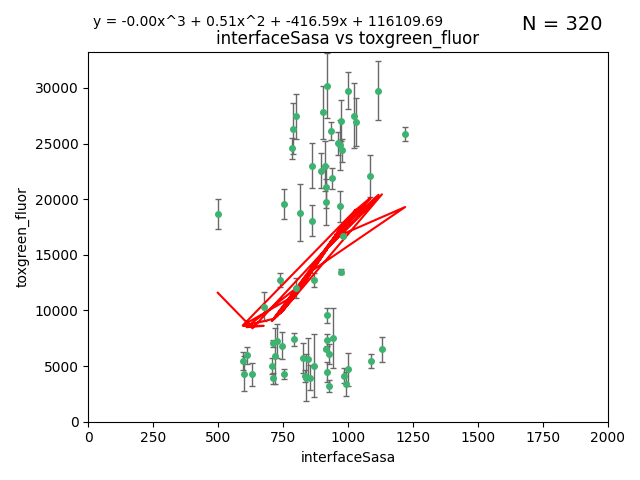 y = -0.00x^3 + 0.51x^2 + -416.59x + 116109.69
N = 320
interfaceSasa vs toxgreen_fluor
30000
25000
20000
15000
10000
5000
0
toxgreen_fluor
0 250 500 750 1000 1250 1500 1750 2000
interfaceSasa